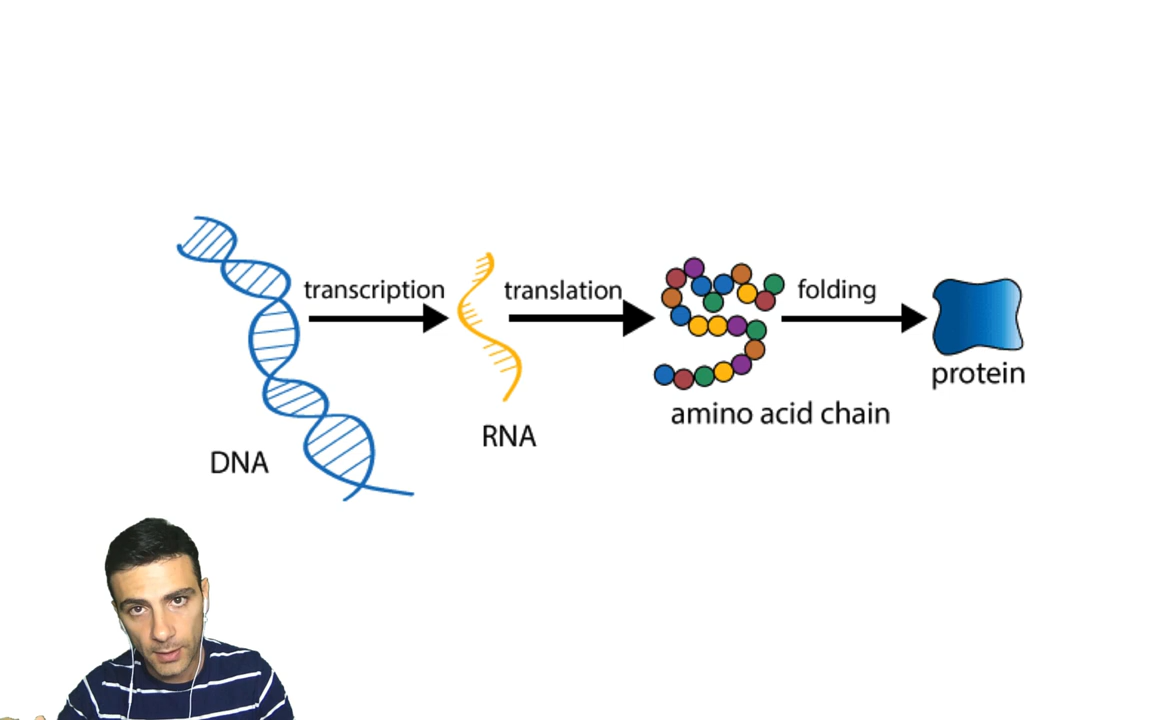 transcription
translation
folding
protein
amino acid chain
RNA
DNA